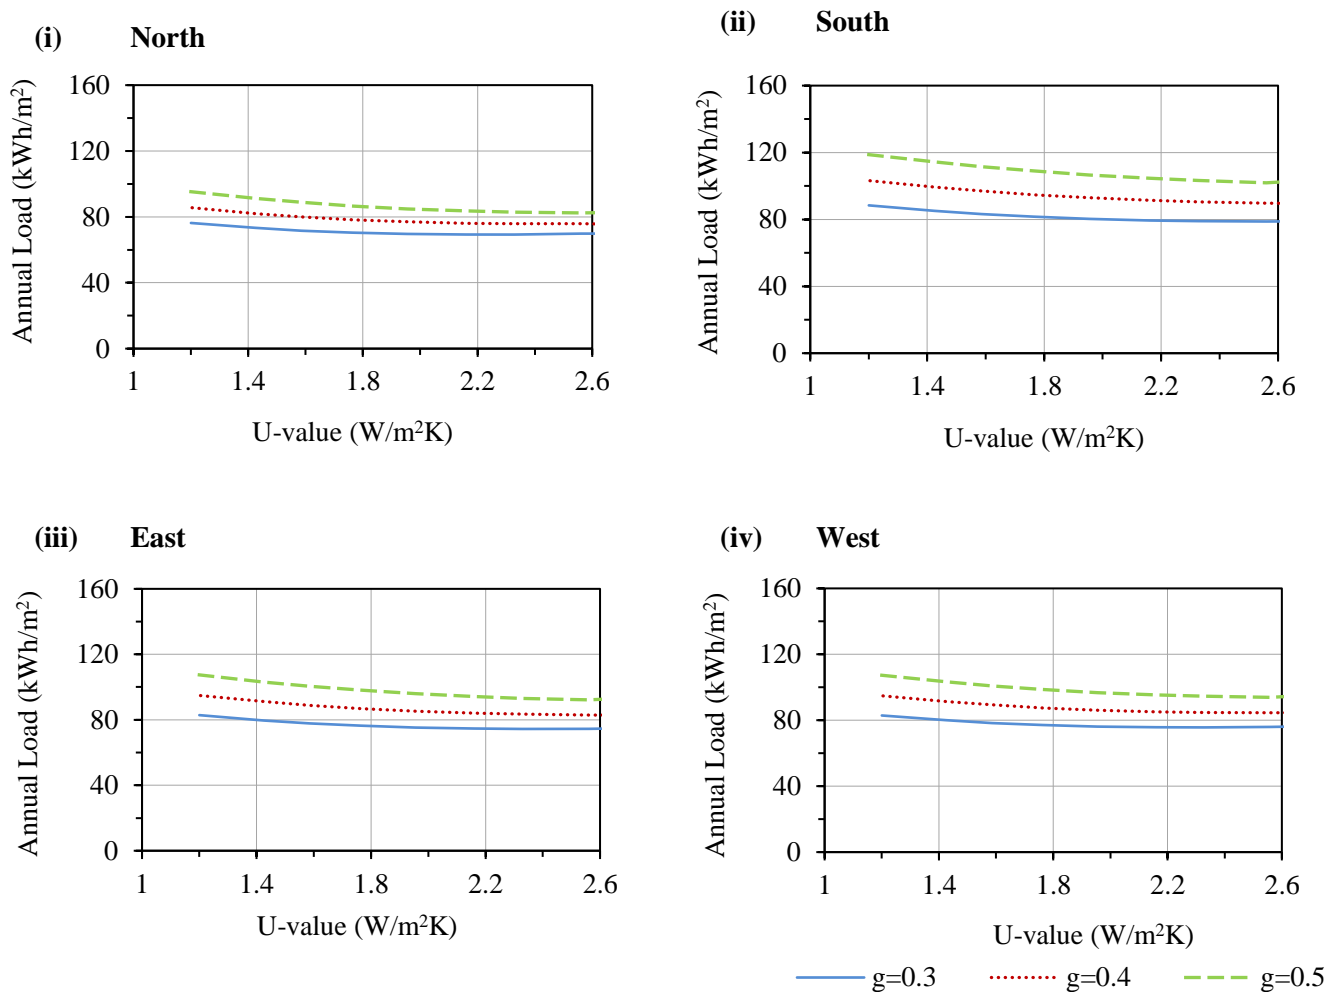 (i) North
Annual Load (kWh/m²)
160
120
80
40
0
1 1.4 1.8 2.2 2.6
U-value (W/m²K)
(ii) South
Annual Load (kWh/m²)
160
120
80
40
0
1 1.4 1.8 2.2 2.6
U-value (W/m²K)
(iii) East
Annual Load (kWh/m²)
160
120
80
40
0
1 1.4 1.8 2.2 2.6
U-value (W/m²K)
(iv) West
Annual Load (kWh/m²)
160
120
80
40
0
1 1.4 1.8 2.2 2.6
U-value (W/m²K)
g=0.3 g=0.4 g=0.5